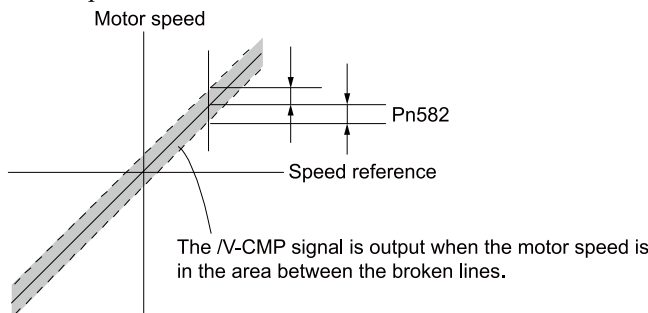 Motor speed
Pn582
Speed reference
The /V-CMP signal is output when the motor speed is
in the area between the broken lines.